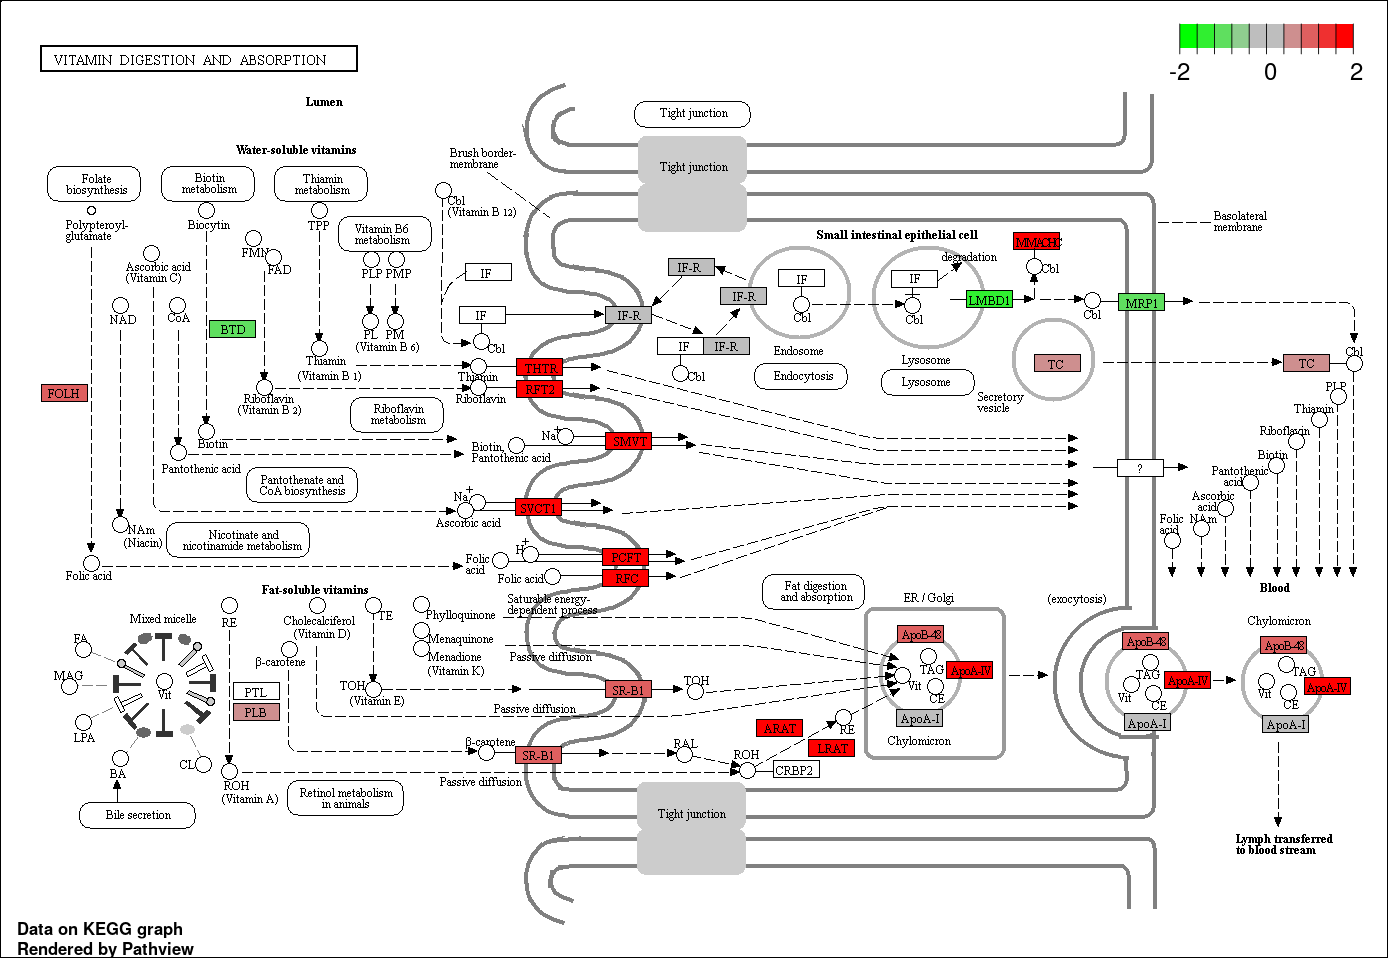 VITAMIN DIGESTION AND ABSORPTION
-2 0 2
Lumen
Water-soluble vitamins
Folate
biosynthesis
Biotin
metabolism
Thiamin
metabolism
Vitamin B6
metabolism
Polypteroyl-
glufamate
Biocytin
TPP
Ascorbic acid
(Vitamin C)
FMN
FAD
PLP
PMP
NAD
CoA
BTD
PL
PM
(Vitamin B 6)
Thiamin
(Vitamin B 1)
FOLH
Riboflavin
(Vitamin B 2)
Riboflavin
metabolism
Biotin
Pantothenic acid
Pantothenate and
CoA biosynthesis
NAm
(Niacin)
Nicotinate and
nicotinamide metabolism
Folic acid
Brush border-
membrane
Cbl
(Vitamin B 12)
IF
IF
Cbl
Thiamin
Riboflavin
THTR
RFT2
Biotin,
Pantothenic acid
Na
+
SMVT
Na
+
Ascorbic acid
SVCT1
Folic
acid
H
+
Folic acid
PCFT
RFC
Tight junction
Tight junction
Small intestinal epithelial cell
IF-R
IF-R
IF-R
IF
IF-R
Cbl
IF
Cbl
Endosome
Endocytosis
IF
Cbl
degradation
Lysosome
Lysosome
LMBD1
MMACHC
Cbl
Cbl
MRP1
Secretory
vesicle
TC
Basolateral
membrane
TC
Cbl
PLP
Thiamin
Riboflavin
Biotin
Pantothenic
acid
Ascorbic
acid
NAm
Folic
acid
?
Blood
Fat-soluble vitamins
Mixed micelle
FA
MAG
LPA
BA
CL
Vit
Bile secretion
RE
PTL
PLB
ROH
(Vitamin A)
Cholecalciferol
(Vitamin D)
β-carotene
TE
TOH
(Vitamin E)
Phylloquinone
Menaquinone
Menadione
(Vitamin K)
Retinol metabolism
in animals
Saturable energy-
dependent process
Passive diffusion
Passive diffusion
Passive diffusion
β-carotene
SR-B1
SR-B1
TOH
RAL
ROH
CRBP2
ARAT
LRAT
RE
Fat digestion
and absorption
ER / Golgi
ApoB-48
TAG
Vit
CE
ApoA-IV
ApoA-I
Chylomicron
(exocytosis)
ApoB-48
TAG
Vit
CE
ApoA-IV
ApoA-I
Chylomicron
ApoB-48
TAG
Vit
CE
ApoA-IV
ApoA-I
Tight junction
Lymph transferred
to blood stream
Data on KEGG graph
Rendered by Pathview